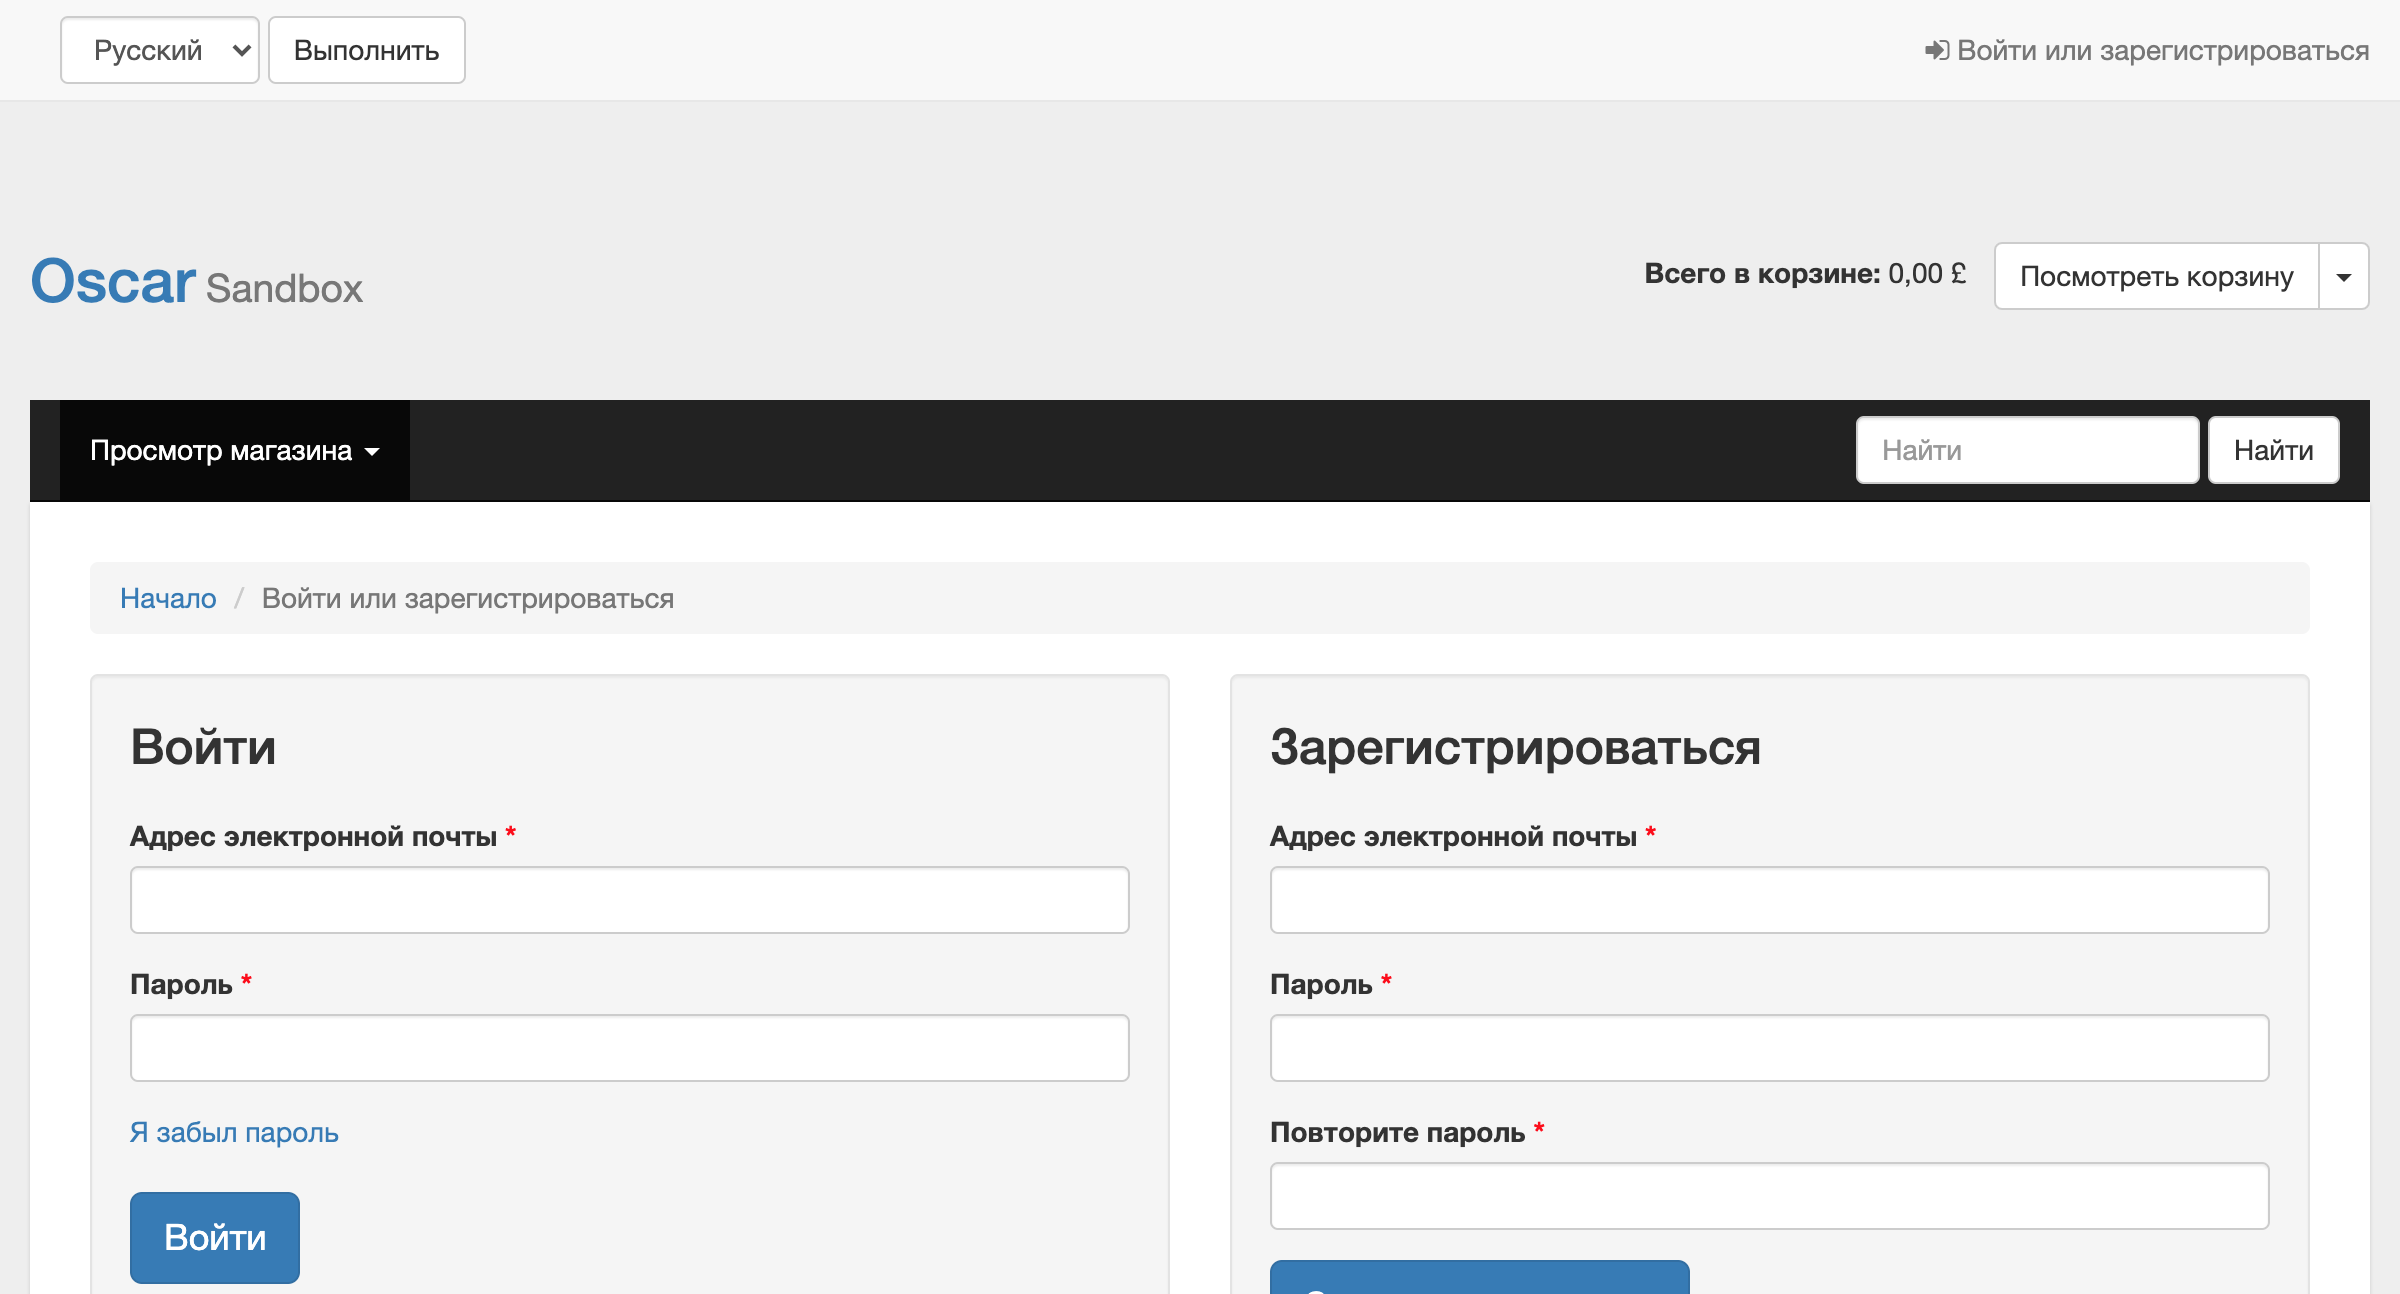 Русский Выполнить Войти или зарегистрироваться
Oscar Sandbox Всего в корзине: 0,00 £ Посмотреть корзину
Просмотр магазина Найти Найти
Начало / Войти или зарегистрироваться
Войти
Адрес электронной почты *
Пароль *
Я забыл пароль
Войти
Зарегистрироваться
Адрес электронной почты *
Пароль *
Повторите пароль *